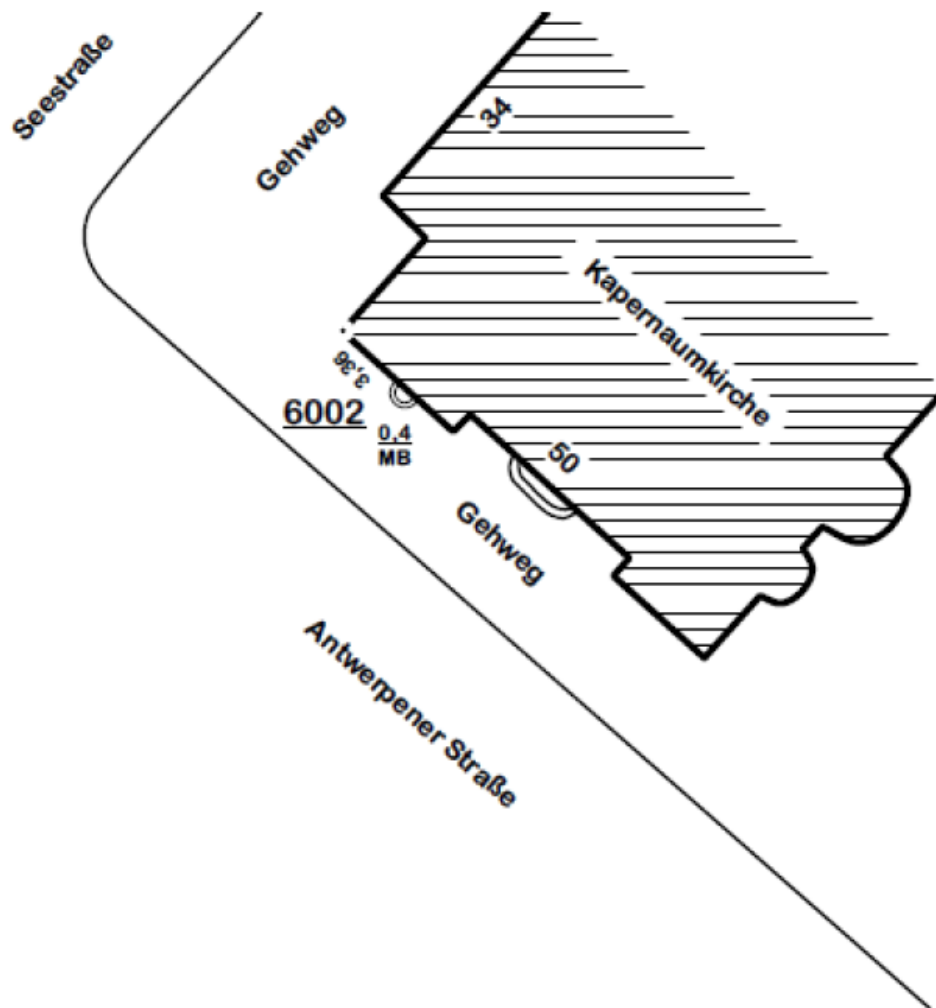 Seestraße
Gehweg
34
Kapernaumkirche
3,36
6002
0,4
MB
50
Gehweg
Antwerpener Straße